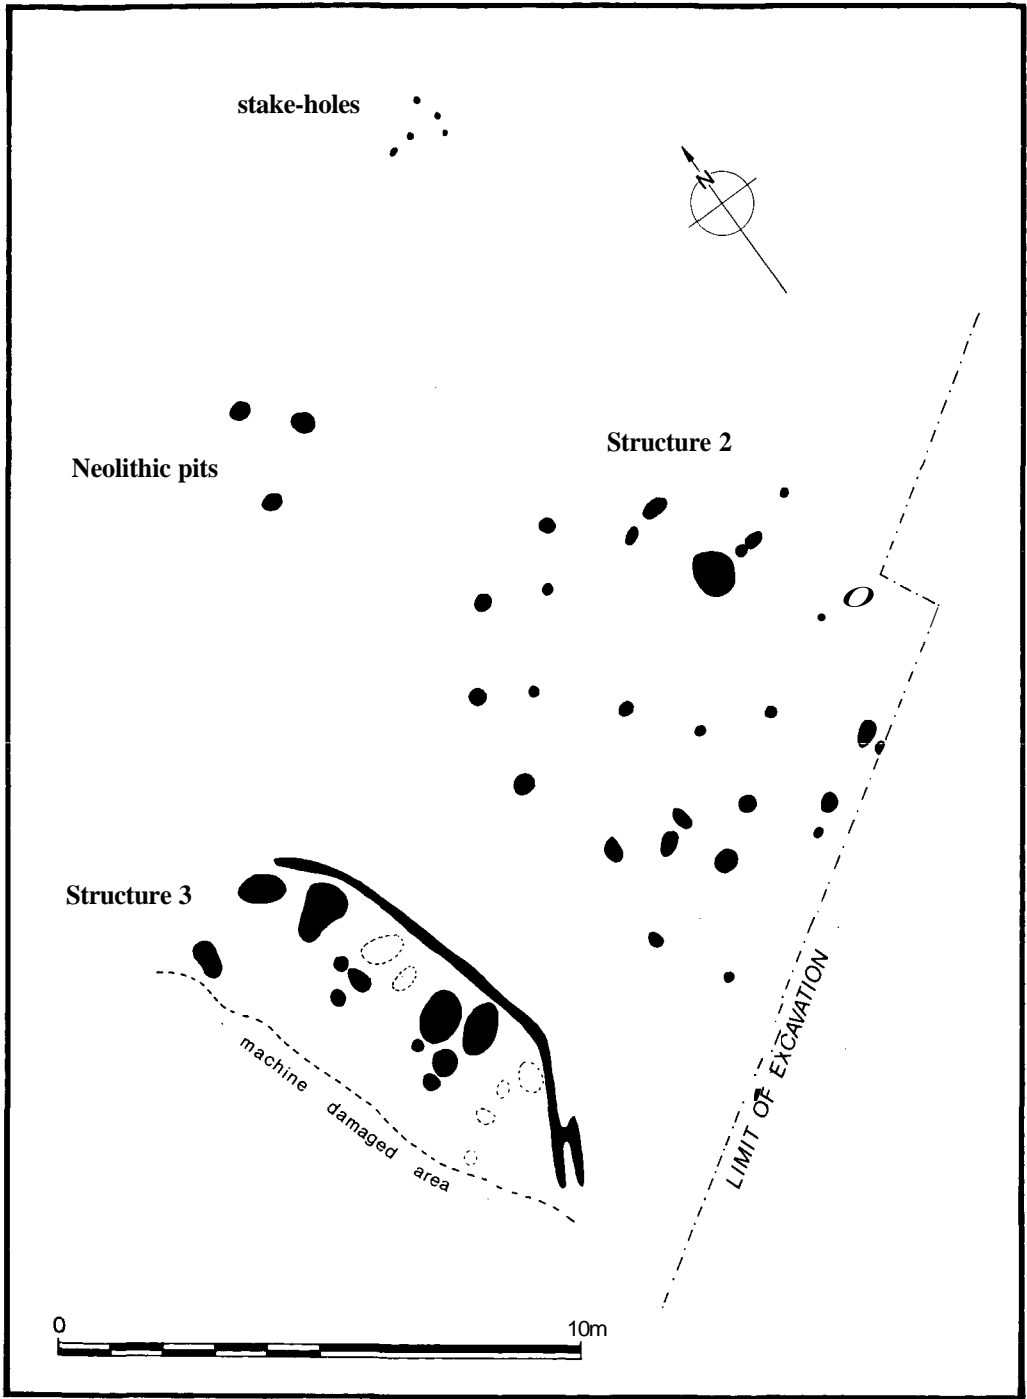 stake-holes
N
Neolithic pits
Structure 2
Structure 3
machine damaged area
LIMIT OF EXCAVATION
0 10m